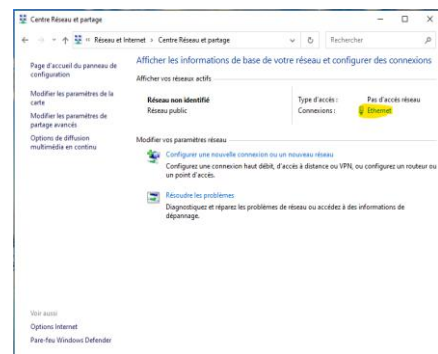 Centre Réseau et partage
« Réseau et Internet > Centre Réseau et partage
Rechercher
Page d'accueil du panneau de
configuration
Modifier les paramètres de la
carte
Modifier les paramètres de
partage avancés
Options de diffusion
multimédia en continu
Afficher les informations de base de votre réseau et configurer des connexions
Afficher vos réseaux actifs
Réseau non identifié
Réseau public
Type d'accès : Pas d'accès réseau
Connexions : Ethernet
Modifier vos paramètres réseau
Configurer une nouvelle connexion ou un nouveau réseau
Configurez une connexion haut débit, d'accès à distance ou VPN, ou configurez un routeur ou
un point d'accès.
Résoudre les problèmes
Diagnostiquez et réparez les problèmes de réseau ou accédez à des informations de
dépannage.
Voir aussi
Options Internet
Pare-feu Windows Defender